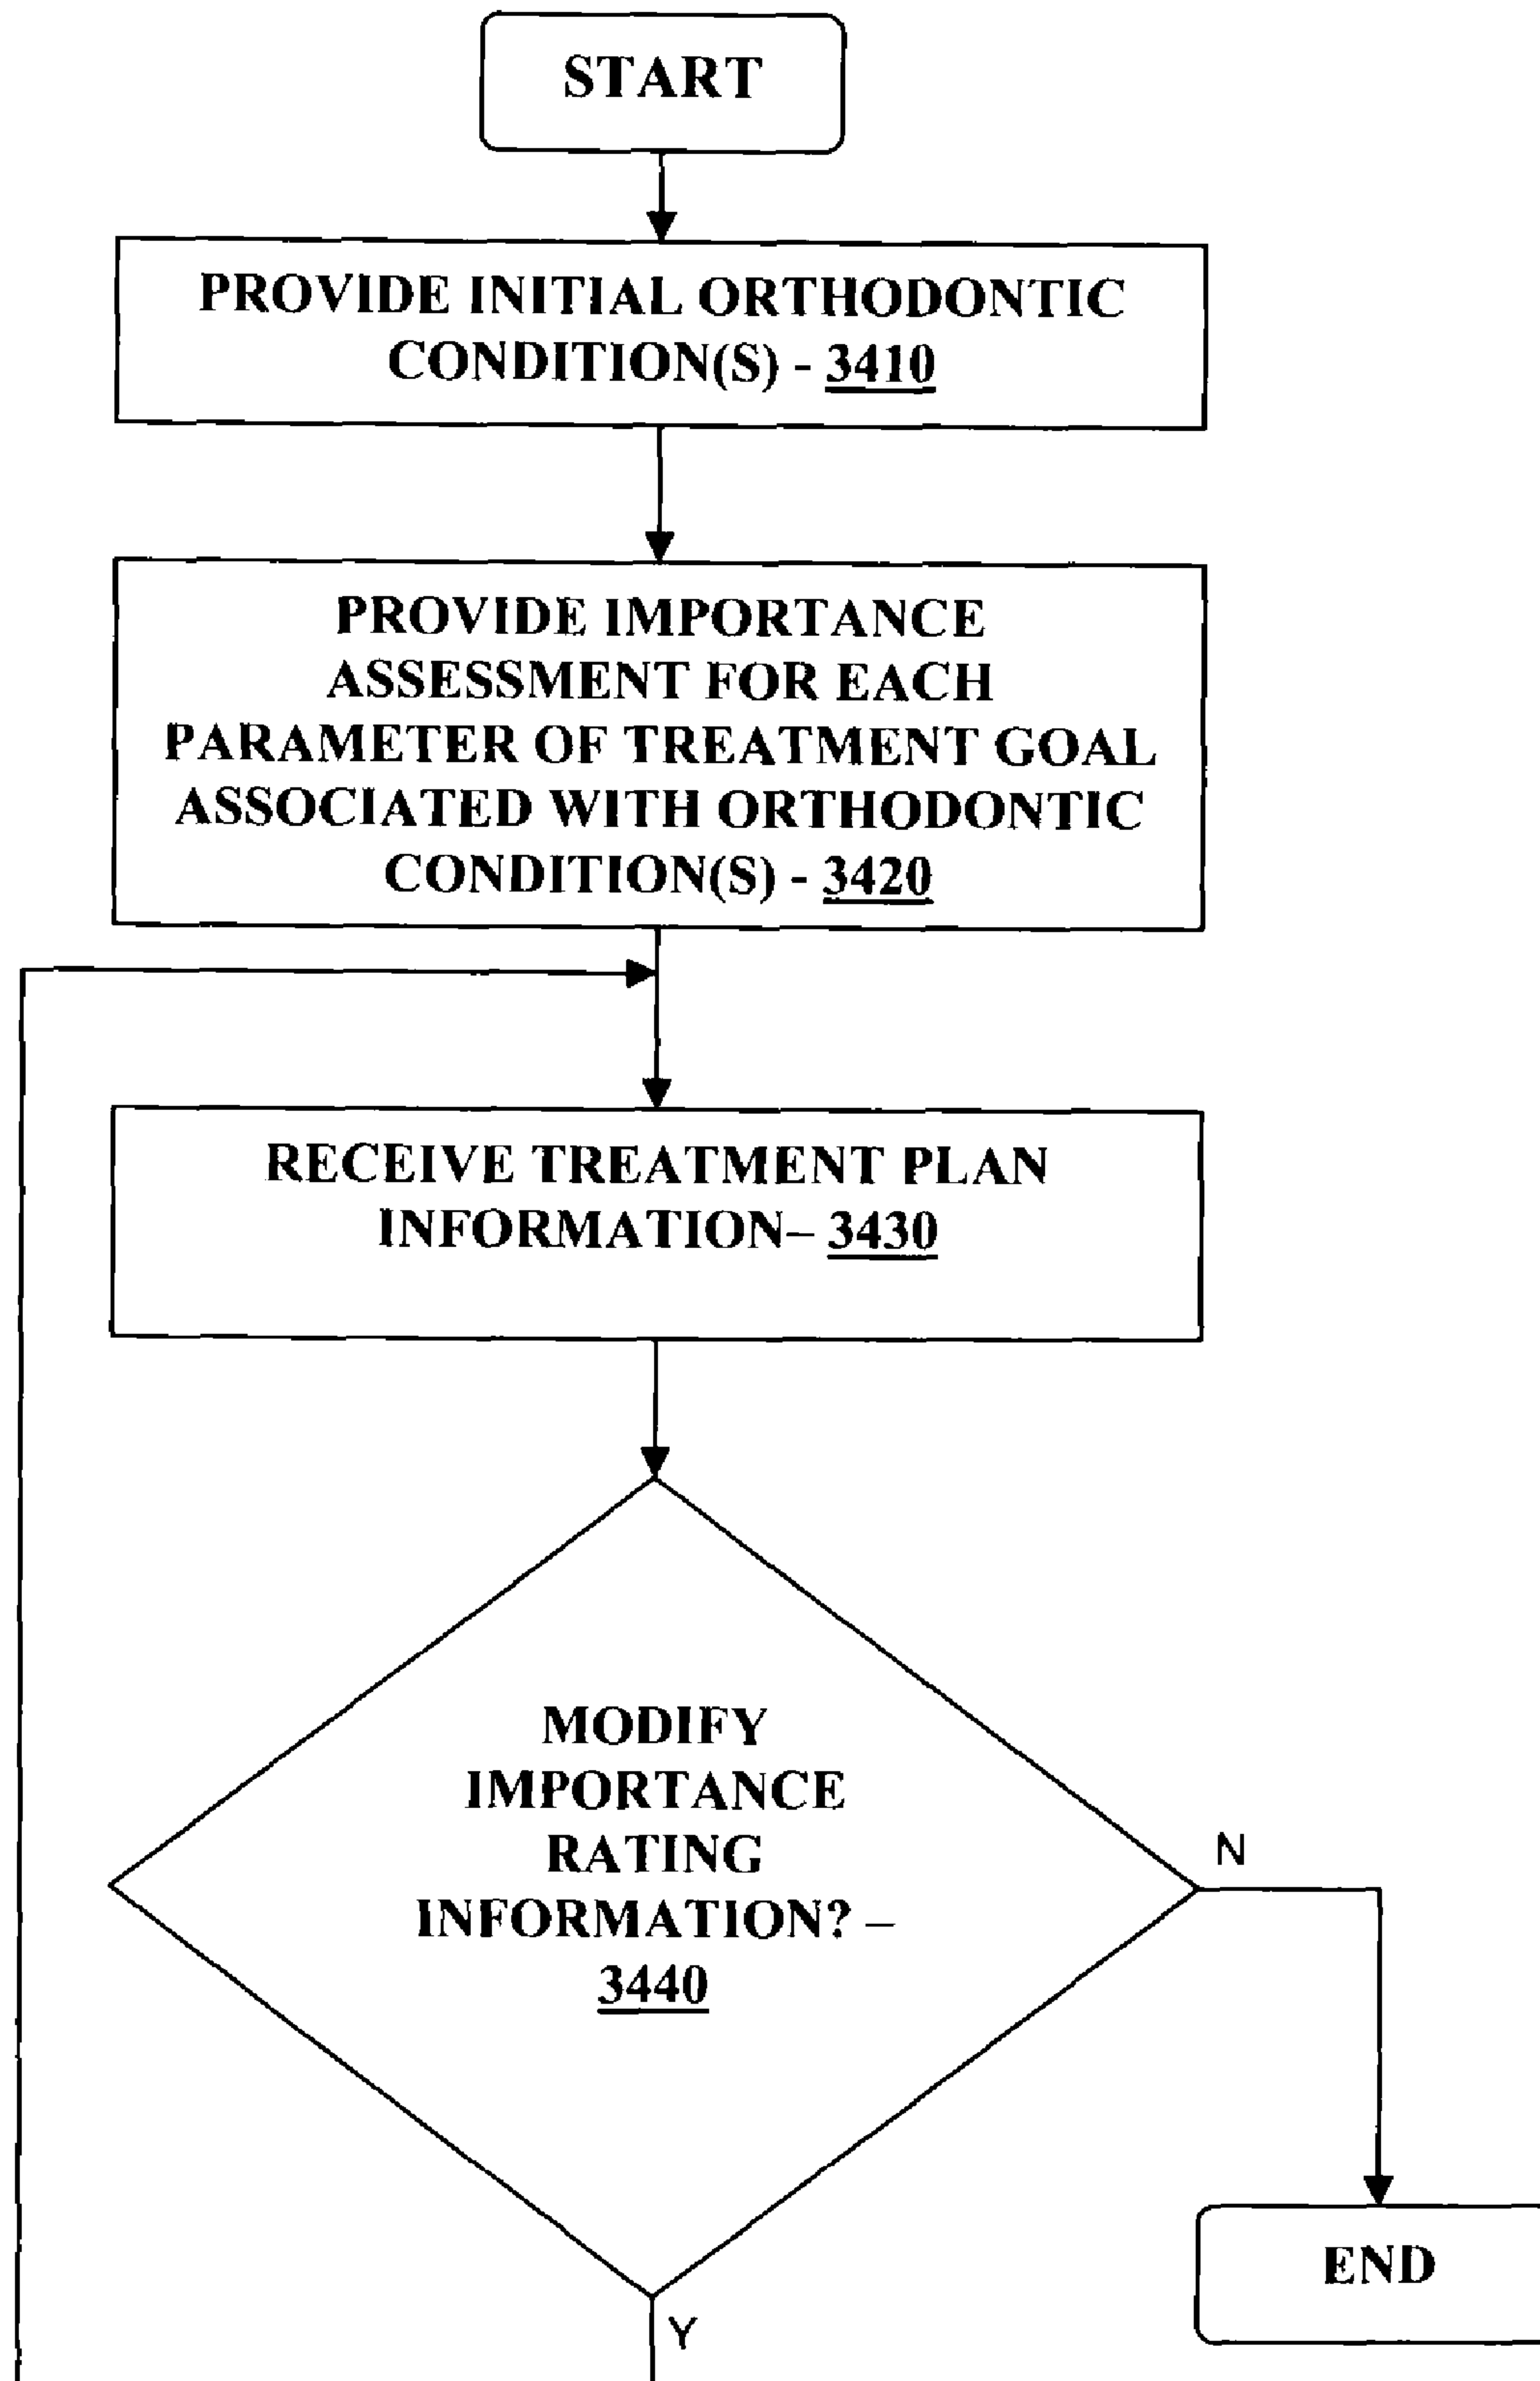 START
PROVIDE INITIAL ORTHODONTIC
CONDITION(S) - 3410
PROVIDE IMPORTANCE
ASSESSMENT FOR EACH
PARAMETER OF TREATMENT GOAL
ASSOCIATED WITH ORTHODONTIC
CONDITION(S) - 3420
RECEIVE TREATMENT PLAN
INFORMATION– 3430
MODIFY
IMPORTANCE
RATING
INFORMATION? –
3440
N
END
Y